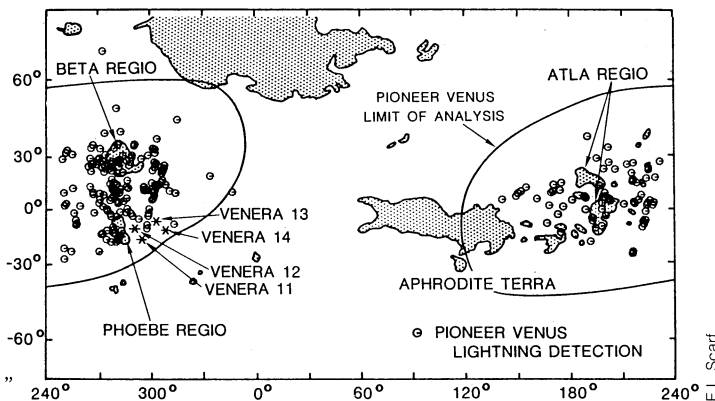 60°
30°
0°
-30°
-60°
240°
300°
0°
60°
120°
180°
240°
BETA REGIO
PIONEER VENUS
LIMIT OF ANALYSIS
ATLA REGIO
VENERA 13
VENERA 14
VENERA 12
VENERA 11
PHOEBE REGIO
APHRODITE TERRA
PIONEER VENUS
LIGHTNING DETECTION
”
F.L. Scarf